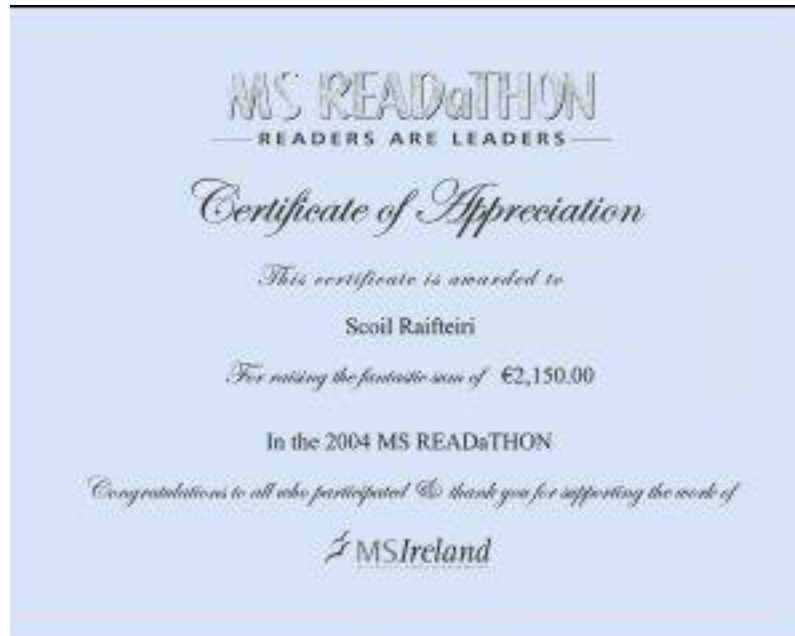 MS READaTHON
READERS ARE LEADERS
Certificate of Appreciation
This certificate is awarded to
Scoil Raifteiri
For raising the fantastic sum of €2,150.00
In the 2004 MS READaTHON
Congratulations to all who participated & thank you for supporting the work of
MSIreland